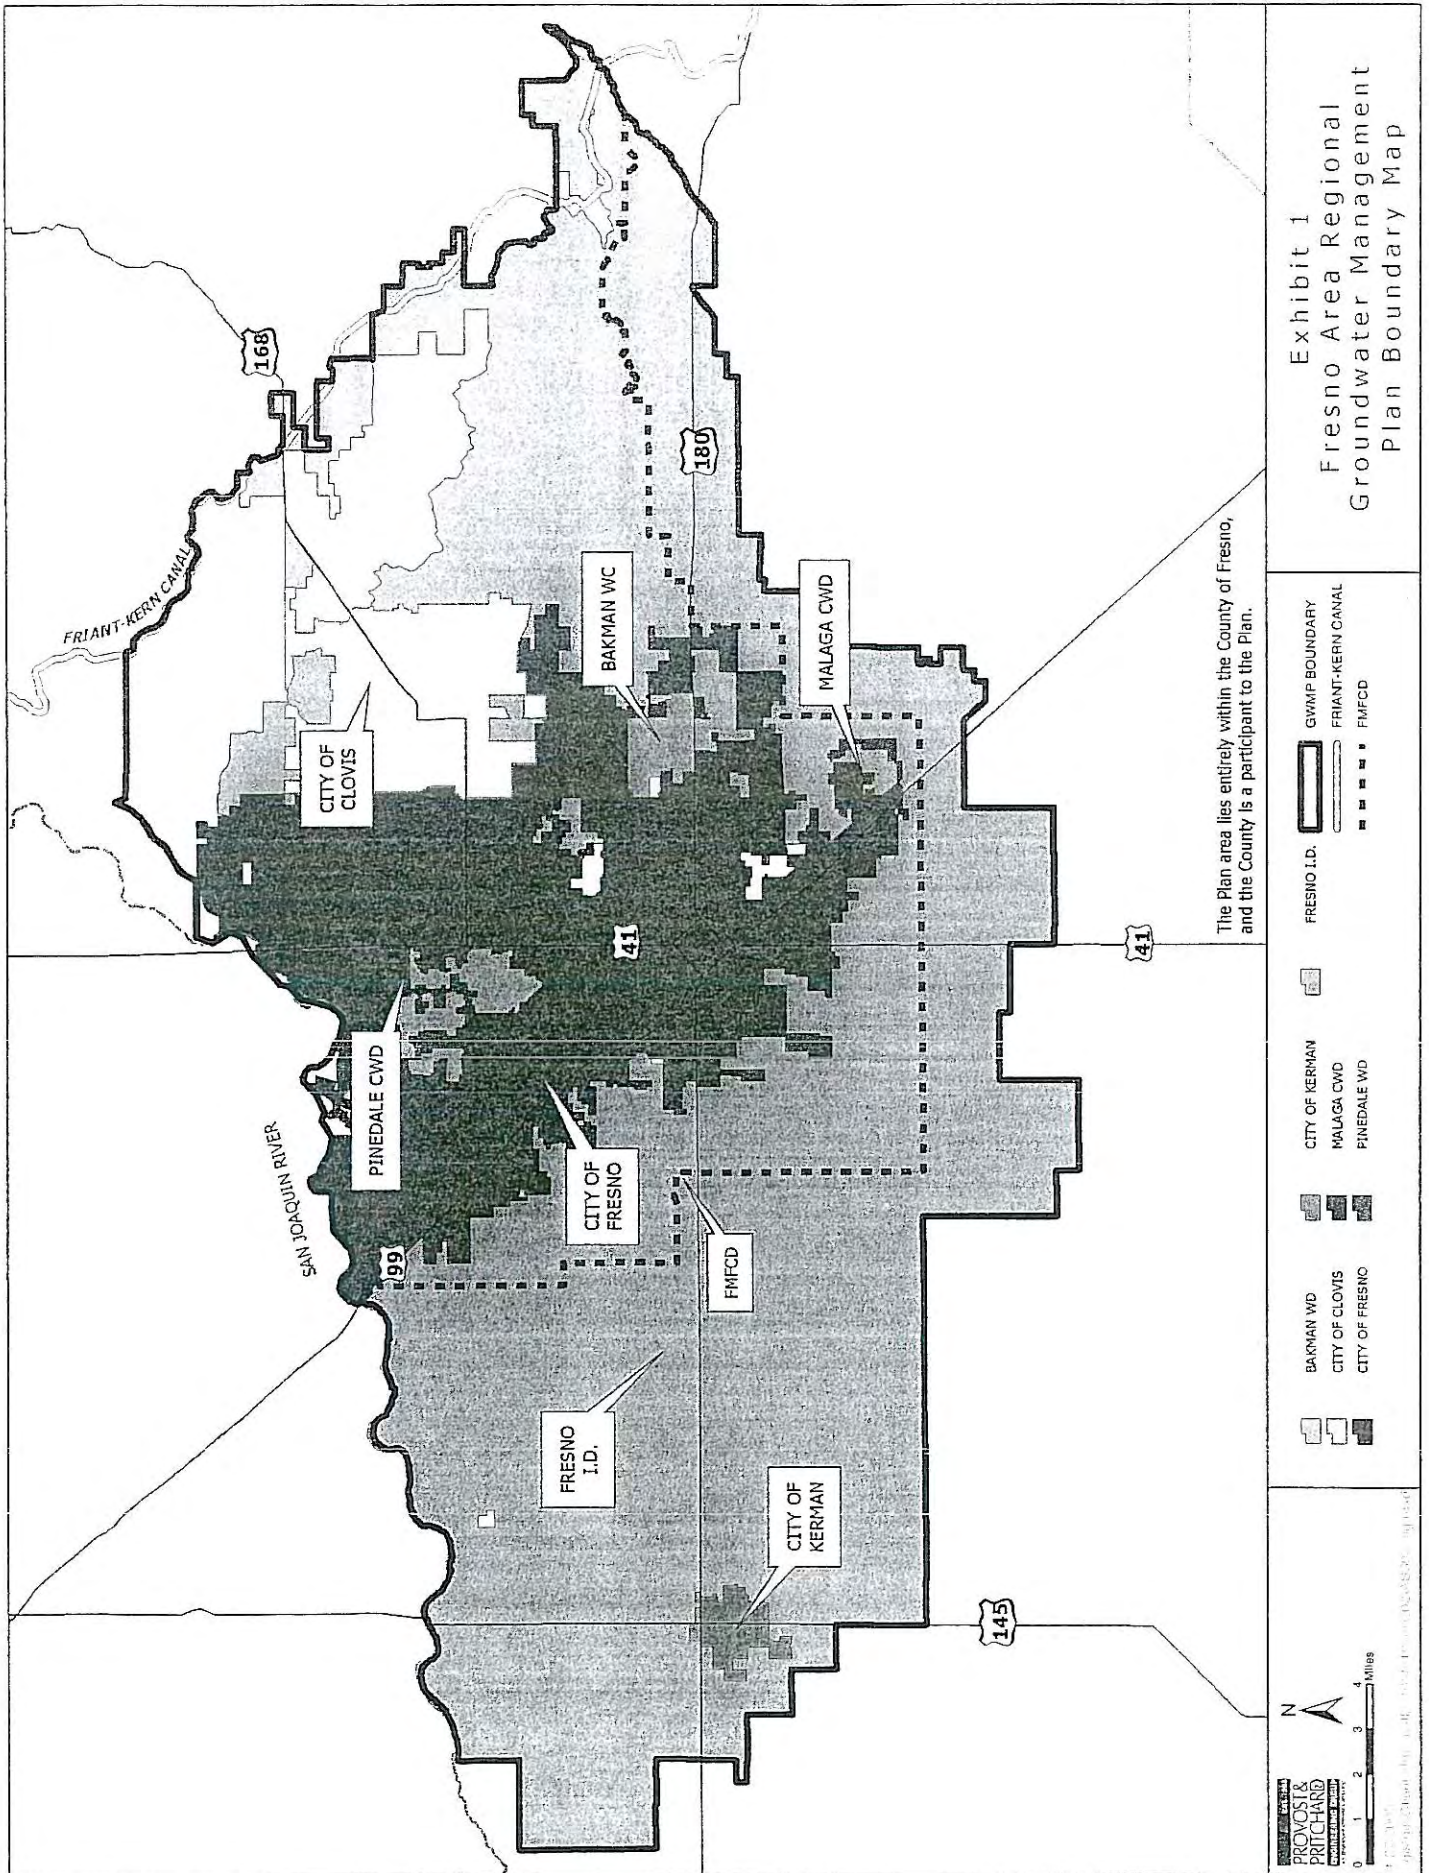 FRIANT-KERN CANAL
168
SAN JOAQUIN RIVER
CITY OF
CLOVIS
PINEDALE CWD
99
BAKMAN WC
41
CITY OF
FRESNO
180
FMFCD
FRESNO
I.D.
MALAGA CWD
CITY OF
KERMAN
145
41
The Plan area lies entirely within the County of Fresno,
and the County is a participant to the Plan.
PROVOST &
PRITCHARD
N
0 1 2 3 4 Miles
BAKMAN WD
CITY OF CLOVIS
CITY OF FRESNO
CITY OF KERMAN
MALAGA CWD
PINEDALE WD
FRESNO I.D.
GWMP BOUNDARY
FRIANT-KERN CANAL
FMFCD
Exhibit 1
Fresno Area Regional
Groundwater Management
Plan Boundary Map